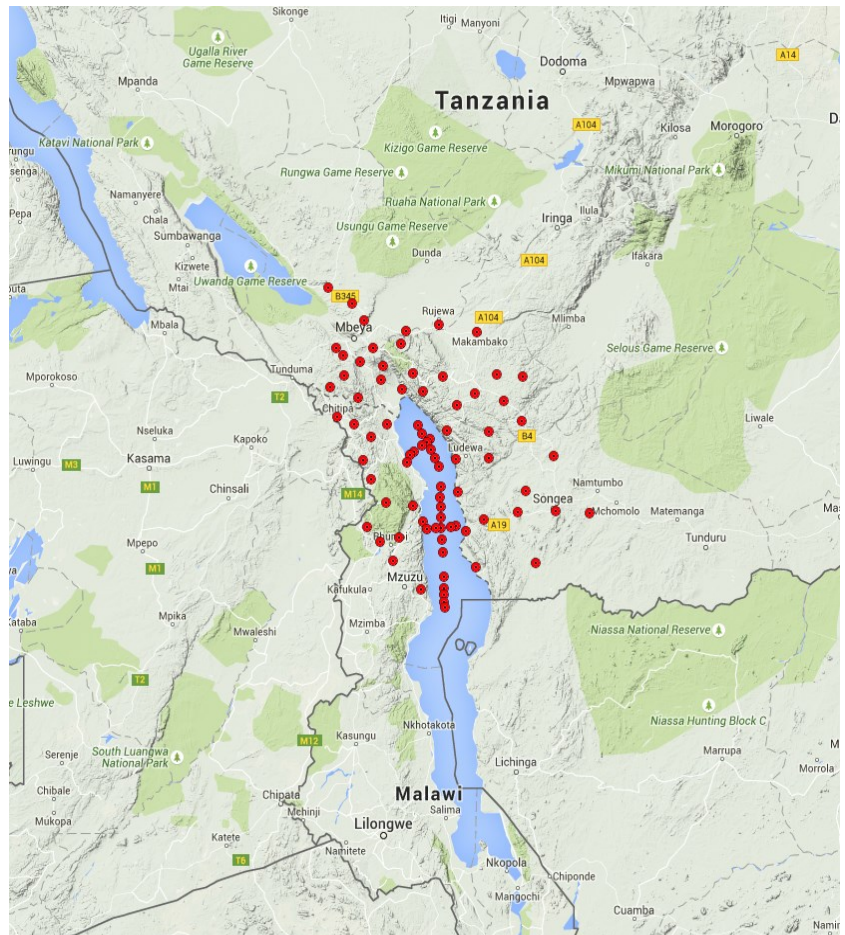 Sikonge
Itigi
Manyoni
Ugalla River
Game Reserve
A14
Dodoma
Mpanda
Mpwapwa
Tanzania
A104
Kilosa
Morogoro
Katavi National Park
Kizigo Game Reserve
Rungwa Game Reserve
Mikumi National Park
Namanyere
Ruaha National Park
Pepa
Chala
Iringa
Ilula
Usungu Game Reserve
Sumbawanga
Dunda
Ifakara
Kizwete
A104
Uwanda Game Reserve
Mtai
B345
Rujewa
A104
Mbala
Mbeya
Mlimba
Makambako
Selous Game Reserve
Tunduma
Mporokoso
T2
Chitipa
Liwale
Nseluka
Kapoko
B4
Luwingu
M3
Kasama
Ludewa
M1
Chinsali
M14
Namtumbo
Songea
Mchomolo
Matemanga
A19
Tunduru
Mpepo
M1
Mzuzu
Kafukula
Mpika
Mzimba
Mwaleshi
Niassa National Reserve
T2
e Leshwe
Niassa Hunting Block C
Nkhotakota
Kasungu
M12
South Luangwa
National Park
Serenje
Marrupa
Lichinga
Morrola
Chibale
Chipata
Malawi
Mchinji
Salima
Mukopa
Lilongwe
Katete
Namitete
T6
Nkopola
Chiponde
Mangochi
Cuamba